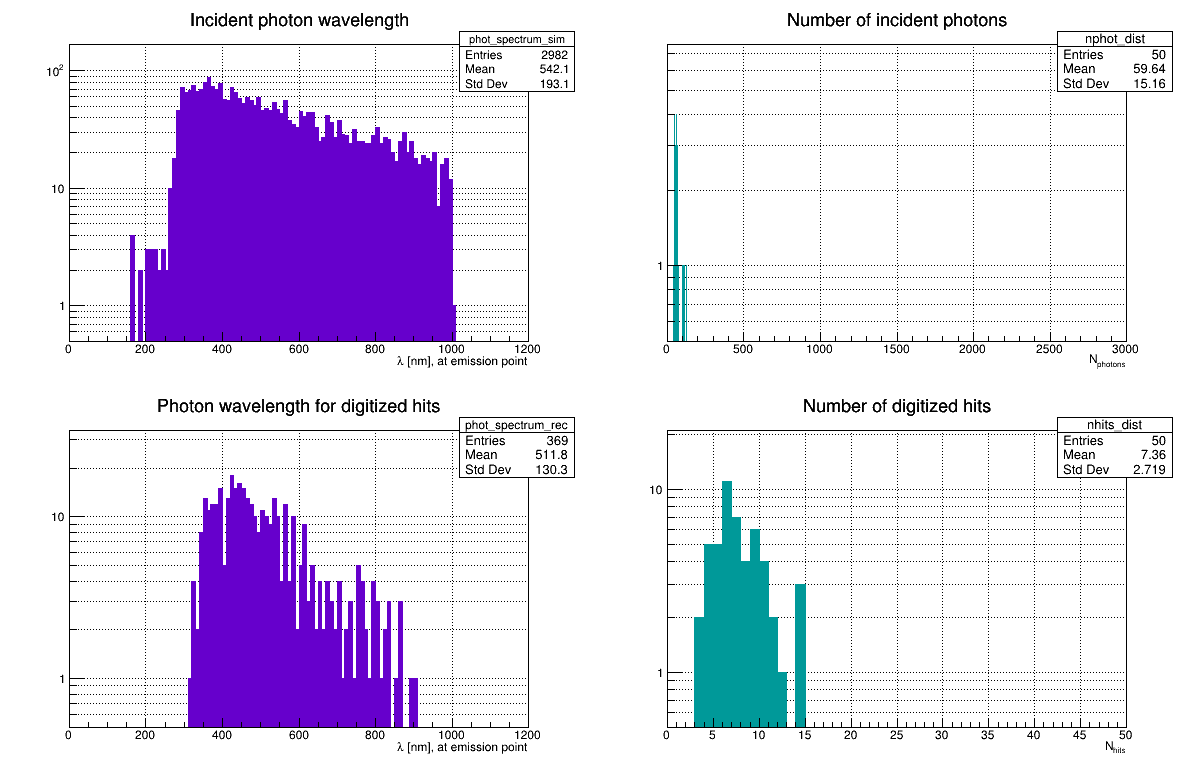 Incident photon wavelength
phot_spectrum_sim
Entries 2982
Mean 542.1
Std Dev 193.1
10²
10
1
0 200 400 600 800 1000 1200
λ [nm], at emission point
Number of incident photons
nphot_dist
Entries 50
Mean 59.64
Std Dev 15.16
1
0 500 1000 1500 2000 2500 3000
Nphotons
Photon wavelength for digitized hits
phot_spectrum_rec
Entries 369
Mean 511.8
Std Dev 130.3
10
1
0 200 400 600 800 1000 1200
λ [nm], at emission point
Number of digitized hits
nhits_dist
Entries 50
Mean 7.36
Std Dev 2.719
10
1
0 5 10 15 20 25 30 35 40 45 50
Nhits